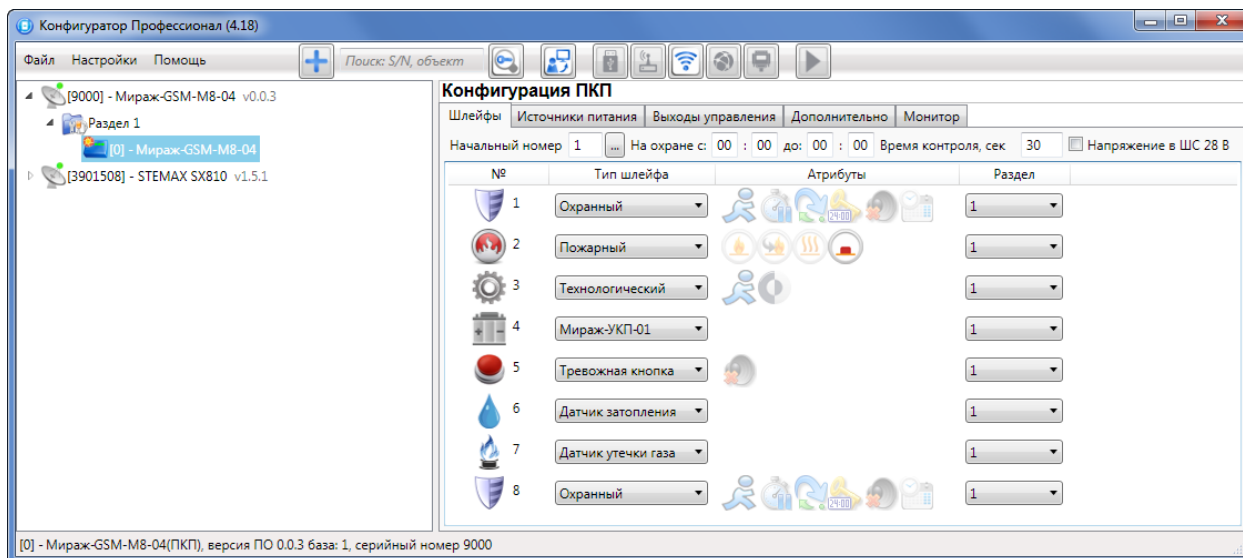 Конфигуратор Профессионал (4.18)
Файл Настройки Помощь Поиск: S/N, объект
[9000] - Мираж-GSM-M8-04 v0.0.3
Раздел 1
[0] - Мираж-GSM-M8-04
[3901508] - STEMAX SX810 v1.5.1
Конфигурация ПКП
Шлейфы Источники питания Выходы управления Дополнительно Монитор
Начальный номер 1 ... На охране с: 00 : 00 до: 00 : 00 Время контроля, сек 30 Напряжение в ШС 28 В
№ Тип шлейфа Атрибуты Раздел
1 Охранный 24:00 1
2 Пожарный 1
3 Технологический 1
4 Мираж-УКП-01 1
5 Тревожная кнопка 1
6 Датчик затопления 1
7 Датчик утечки газа 1
8 Охранный 24:00 1
[0] - Мираж-GSM-M8-04(ПКП), версия ПО 0.0.3 база: 1, серийный номер 9000